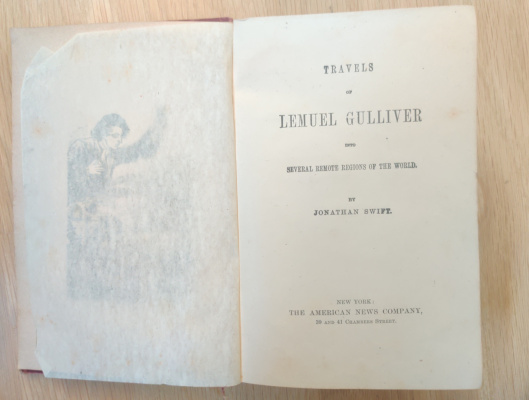 TRAVELS
OF
LEMUEL GULLIVER
INTO
SEVERAL REMOTE REGIONS OF THE WORLD.
BY
JONATHAN SWIFT.
NEW YORK:
THE AMERICAN NEWS COMPANY,
39 AND 41 CHAMBERS STREET.